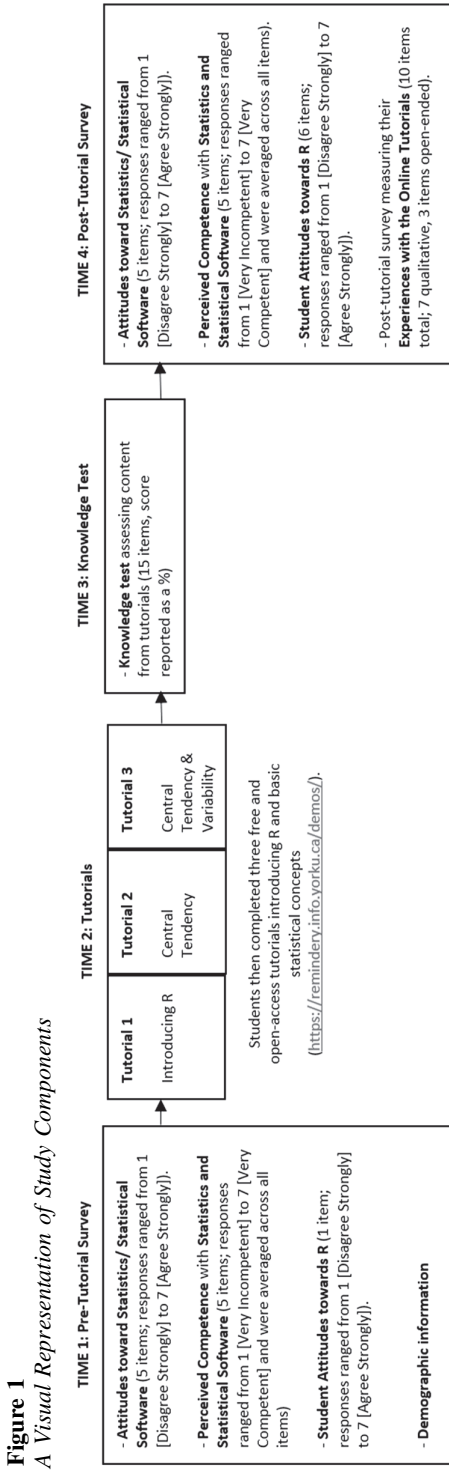 Figure 1
A Visual Representation of Study Components
TIME 1: Pre-Tutorial Survey
- Attitudes toward Statistics/ Statistical
Software (5 items; responses ranged from 1
[Disagree Strongly] to 7 [Agree Strongly]).
- Perceived Competence with Statistics and
Statistical Software (5 items; responses
ranged from 1 [Very Incompetent] to 7 [Very
Competent] and were averaged across all
items)
- Student Attitudes towards R (1 item;
responses ranged from 1 [Disagree Strongly]
to 7 [Agree Strongly]).
- Demographic information
TIME 2: Tutorials
Tutorial 1
Introducing R
Tutorial 2
Central
Tendency
Tutorial 3
Central
Tendency &
Variability
Students then completed three free and
open-access tutorials introducing R and basic
statistical concepts
(https://remindery.info.yorku.ca/demos/).
TIME 3: Knowledge Test
- Knowledge test assessing content
from tutorials (15 items, score
reported as a %)
TIME 4: Post-Tutorial Survey
- Attitudes toward Statistics/ Statistical
Software (5 items; responses ranged from 1
[Disagree Strongly] to 7 [Agree Strongly]).
- Perceived Competence with Statistics and
Statistical Software (5 items; responses ranged
from 1 [Very Incompetent] to 7 [Very
Competent] and were averaged across all items).
- Student Attitudes towards R (6 items;
responses ranged from 1 [Disagree Strongly] to 7
[Agree Strongly]).
- Post-tutorial survey measuring their
Experiences with the Online Tutorials (10 items
total; 7 qualitative, 3 items open-ended).